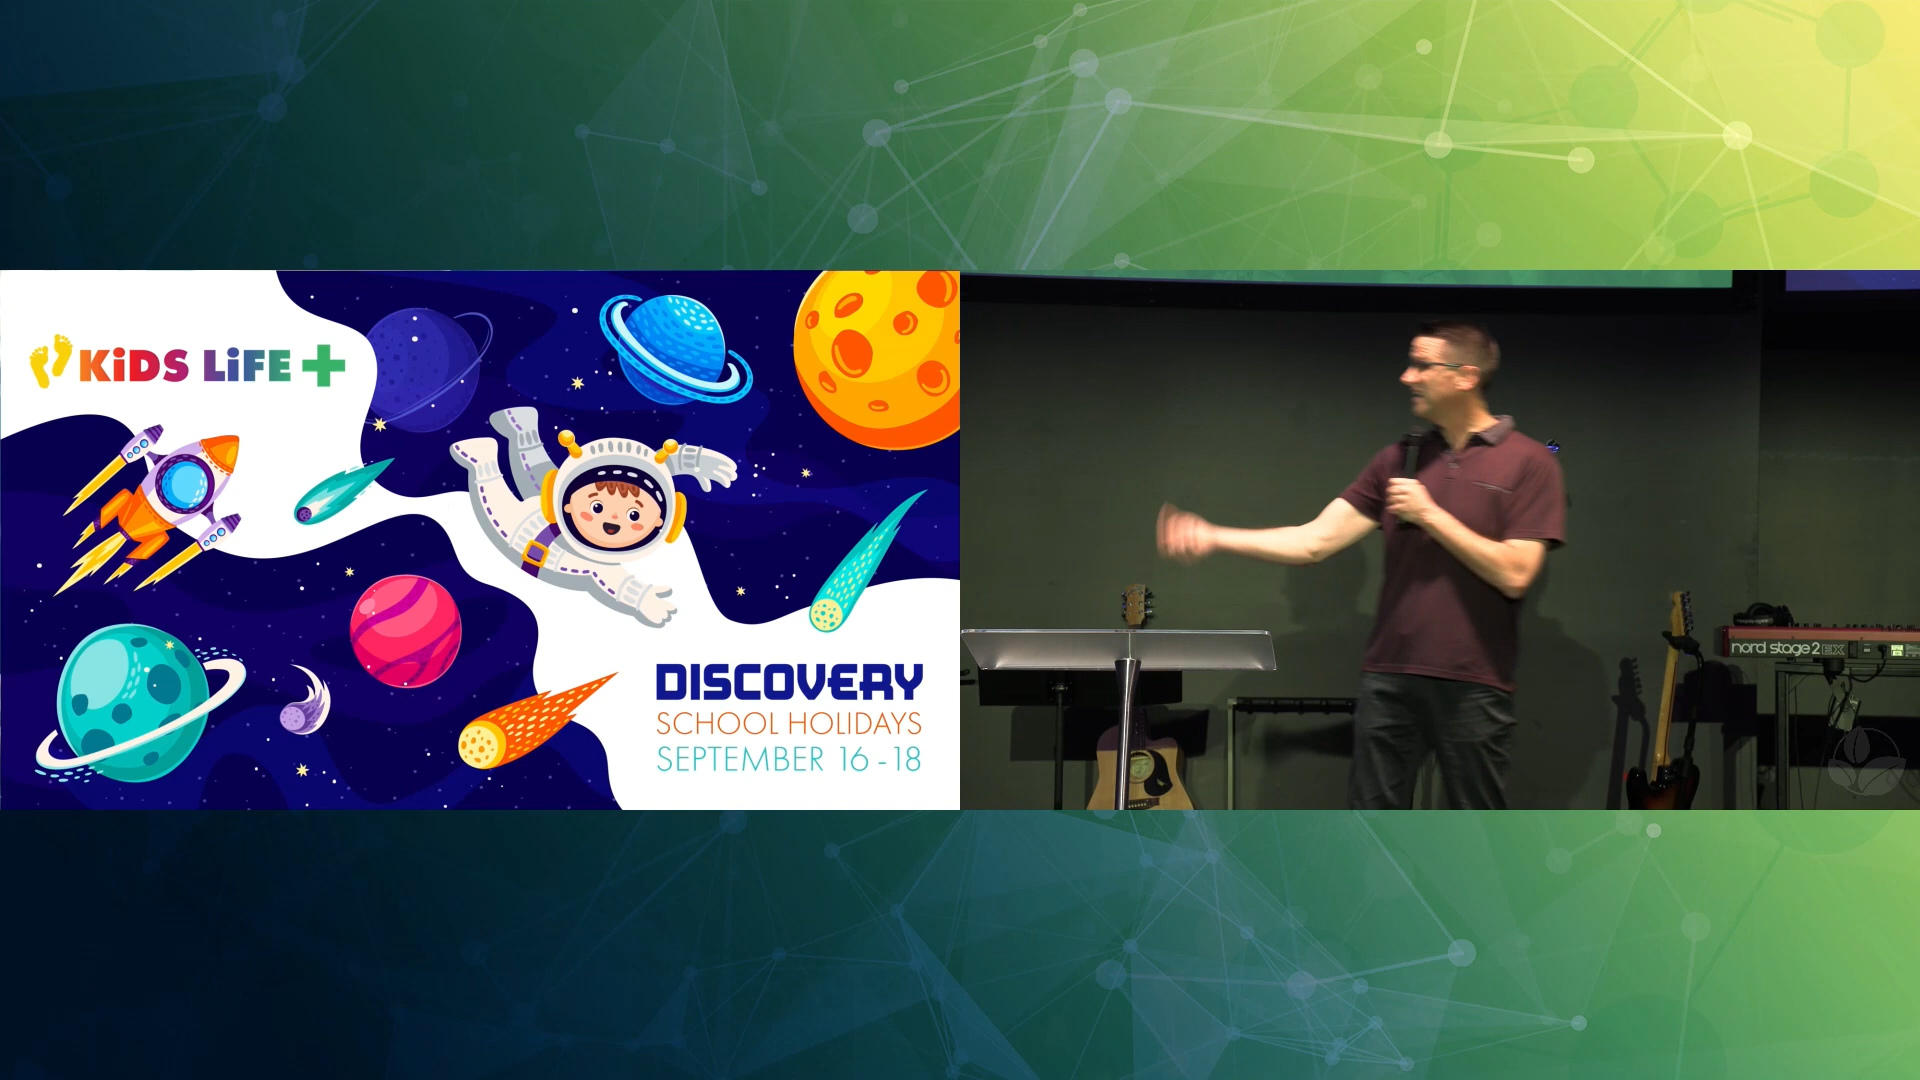 KiDS LiFE +
DISCOVERY
SCHOOL HOLIDAYS
SEPTEMBER 16 - 18
nord stage 2 EX